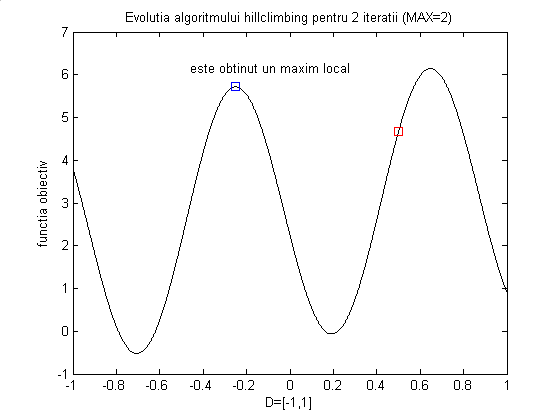 Evolutia algoritmului hillclimbing pentru 2 iteratii (MAX=2)
este obtinut un maxim local
functia obiectiv
7
6
5
4
3
2
1
0
-1
-1 -0.8 -0.6 -0.4 -0.2 0 0.2 0.4 0.6 0.8 1
D=[-1,1]